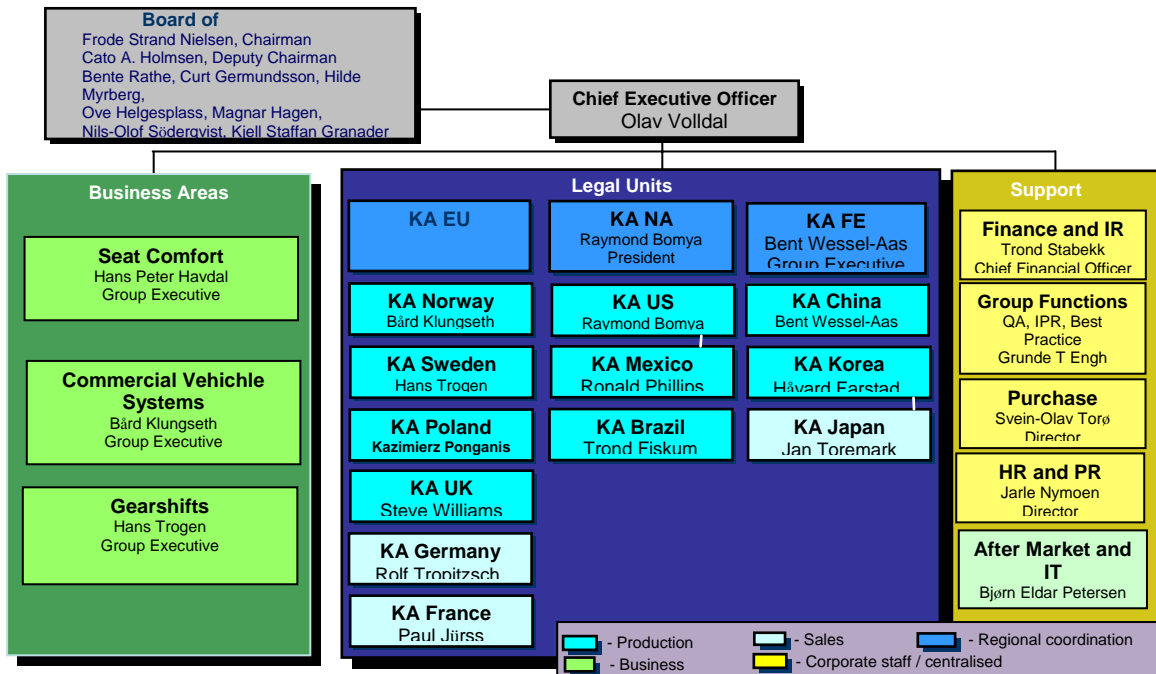 Board of
Frode Strand Nielsen, Chairman
Cato A. Holmsen, Deputy Chairman
Bente Rathe, Curt Germundsson, Hilde
Myrberg,
Ove Helgesplass, Magnar Hagen,
Nils-Olof Söderqvist, Kjell Staffan Granader
Chief Executive Officer
Olav Volldal
Business Areas
Seat Comfort
Hans Peter Havdal
Group Executive
Commercial Vehichle
Systems
Bård Klungseth
Group Executive
Gearshifts
Hans Trogen
Group Executive
Legal Units
KA EU
KA Norway
Bård Klungseth
KA Sweden
Hans Trogen
KA Poland
Kazimierz Ponganis
KA UK
Steve Williams
KA Germany
Rolf Tropitzsch
KA France
Paul Jürss
KA NA
Raymond Bomya
President
KA US
Raymond Bomya
KA Mexico
Ronald Phillips
KA Brazil
Trond Fiskum
KA FE
Bent Wessel-Aas
Group Executive
KA China
Bent Wessel-Aas
KA Korea
Håvard Farstad
KA Japan
Jan Toremark
Support
Finance and IR
Trond Stabekk
Chief Financial Officer
Group Functions
QA, IPR, Best
Practice
Grunde T Engh
Purchase
Svein-Olav Torø
Director
HR and PR
Jarle Nymoen
Director
After Market and
IT
Bjørn Eldar Petersen
- Production
- Sales
- Regional coordination
- Business
- Corporate staff / centralised